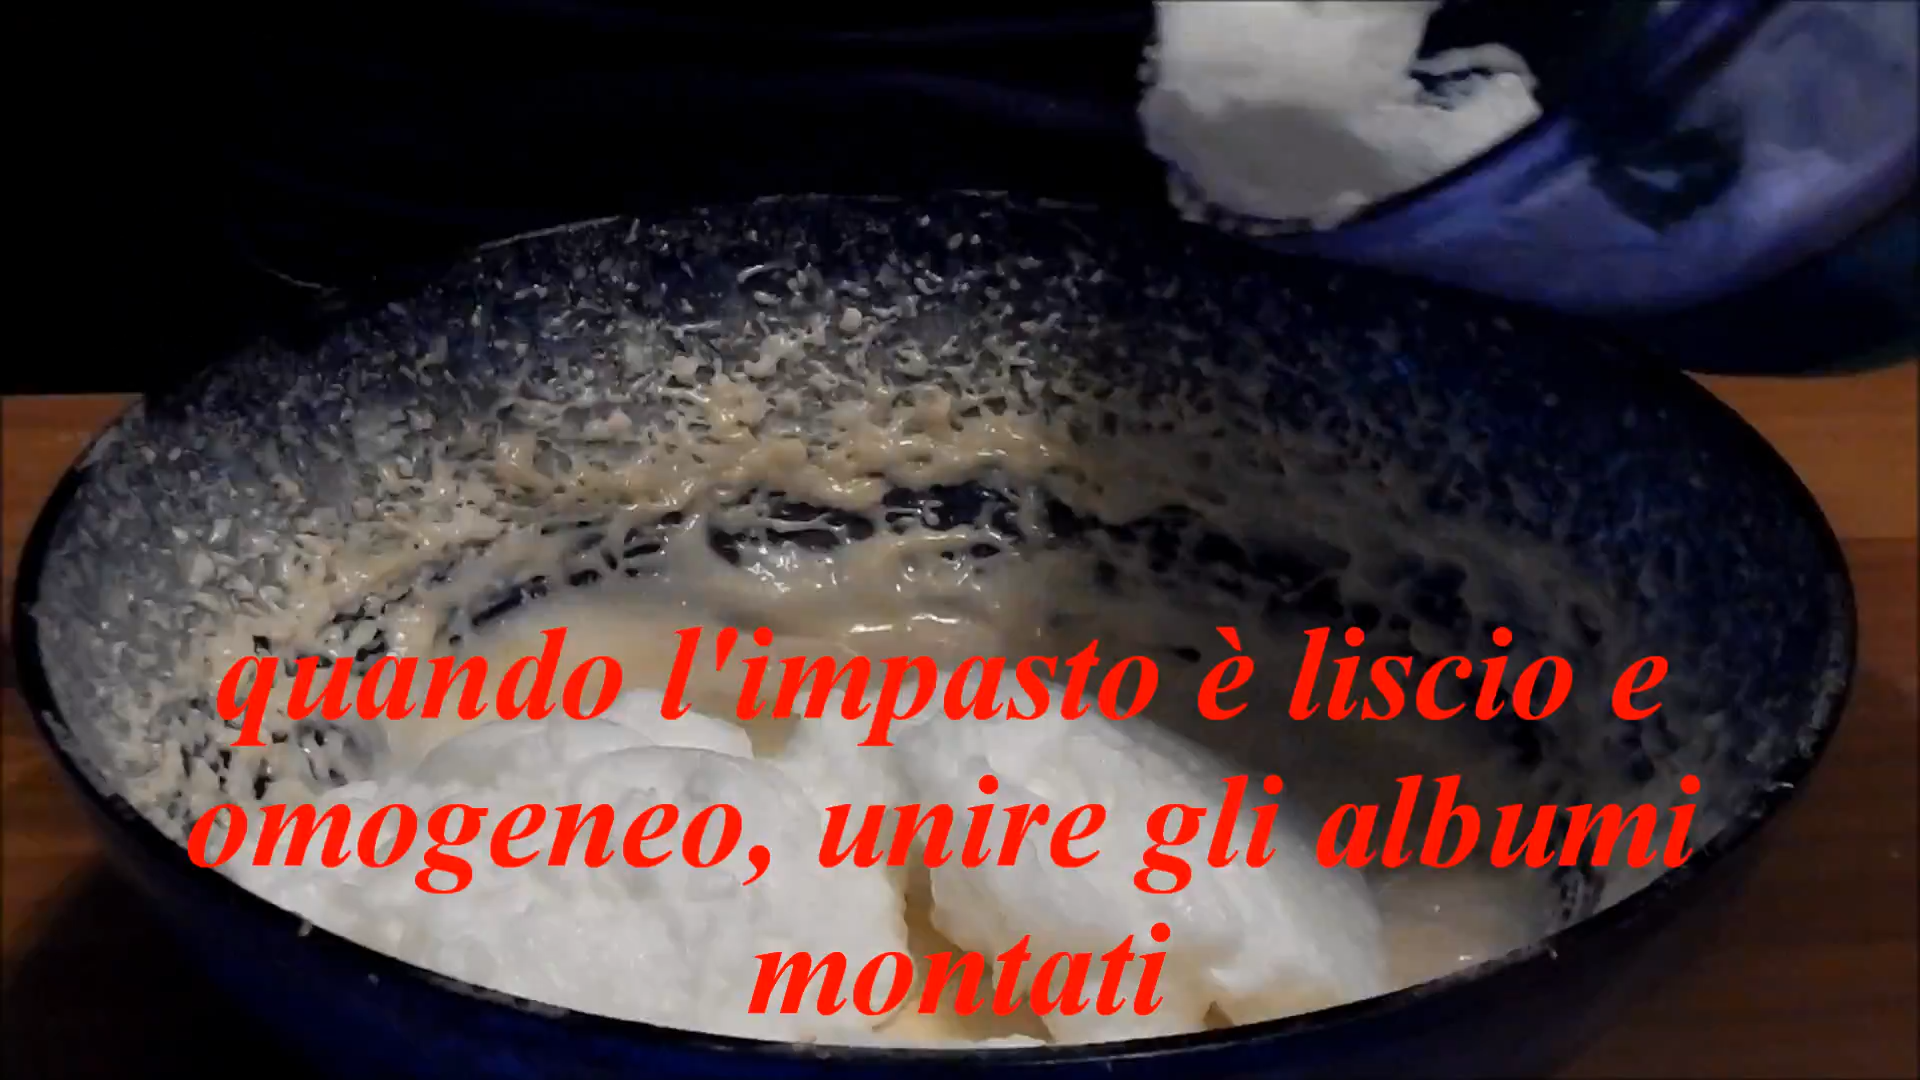 quando l'impasto è liscio e
omogeneo, unire gli albumi
montati